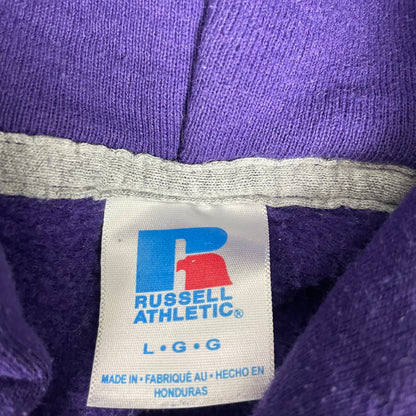 R
RUSSELL
ATHLETIC®
L • G • G
MADE IN • FABRIQUÉ AU • HECHO EN
HONDURAS